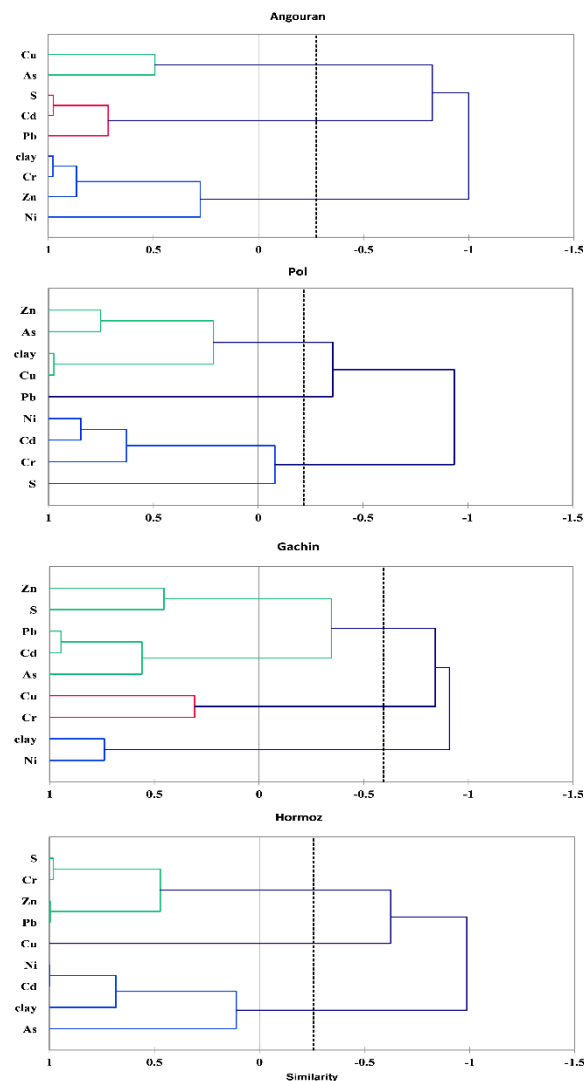 Angouran
Cu
As
S
Cd
Pb
clay
Cr
Zn
Ni
1 0.5 0 -0.5 -1 -1.5
Pol
Zn
As
clay
Cu
Pb
Ni
Cd
Cr
S
1 0.5 0 -0.5 -1 -1.5
Gachin
Zn
S
Pb
Cd
As
Cu
Cr
clay
Ni
1 0.5 0 -0.5 -1 -1.5
Hormoz
S
Cr
Zn
Pb
Cu
Ni
Cd
clay
As
1 0.5 0 -0.5 -1 -1.5
Similarity